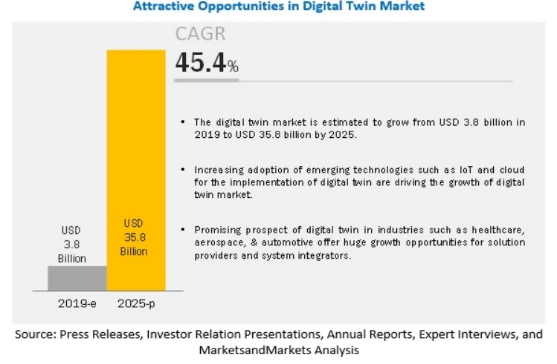 Attractive Opportunities in Digital Twin Market
CAGR
45.4%
▪ The digital twin market is estimated to grow from USD 3.8 billion in
2019 to USD 35.8 billion by 2025.
▪ Increasing adoption of emerging technologies such as IoT and cloud
for the implementation of digital twin are driving the growth of digital
twin market.
▪ Promising prospect of digital twin in industries such as healthcare,
aerospace, & automotive offer huge growth opportunities for solution
providers and system integrators.
USD
3.8
Billion
USD
35.8
Billion
2019-e
2025-p
Source: Press Releases, Investor Relation Presentations, Annual Reports, Expert Interviews, and
MarketsandMarkets Analysis